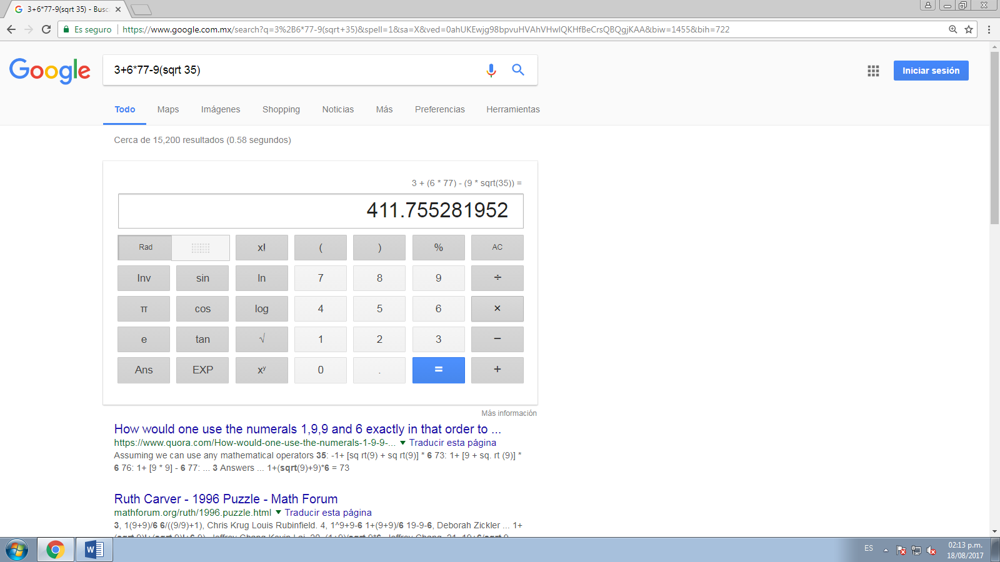 3+6*77-9(sqrt 35) - Busc
Es seguro
https://www.google.com.mx/search?q=3%2B6*77-9(sqrt+35)&spell=1&sa=X&ved=0ahUKEwjg98bpvuHVAhVHwlQKHfBeCrsQBQgjKAA&biw=1455&bih=722
Google
3+6*77-9(sqrt 35)
Iniciar sesión
Todo Maps Imágenes Shopping Noticias Más Preferencias Herramientas
Cerca de 15,200 resultados (0.58 segundos)
3 + (6 * 77) - (9 * sqrt(35)) =
411.755281952
Rad x! ( ) % AC
Inv sin ln 7 8 9 ÷
π cos log 4 5 6 ×
e tan √ 1 2 3 −
Ans EXP xʸ 0 . = +
Más información
How would one use the numerals 1,9,9 and 6 exactly in that order to ...
https://www.quora.com/How-would-one-use-the-numerals-1-9-9-... ▼ Traducir esta página
Assuming we can use any mathematical operators 35: -1+ [sq rt(9) + sq rt(9)] * 6 73: 1+ [9 + sq. rt (9)] *
6 76: 1+ [9 * 9] - 6 77: ... 3 Answers ... 1+(sqrt(9)+9)*6 = 73
Ruth Carver - 1996 Puzzle - Math Forum
mathforum.org/ruth/1996.puzzle.html ▼ Traducir esta página
3, 1(9+9)/6 6/((9/9)+1), Chris Krug Louis Rubinfield. 4, 1^9+9-6 1+(9+9)/6 19-9-6, Deborah Zickler ... 1+
ES
02:13 p.m.
18/08/2017